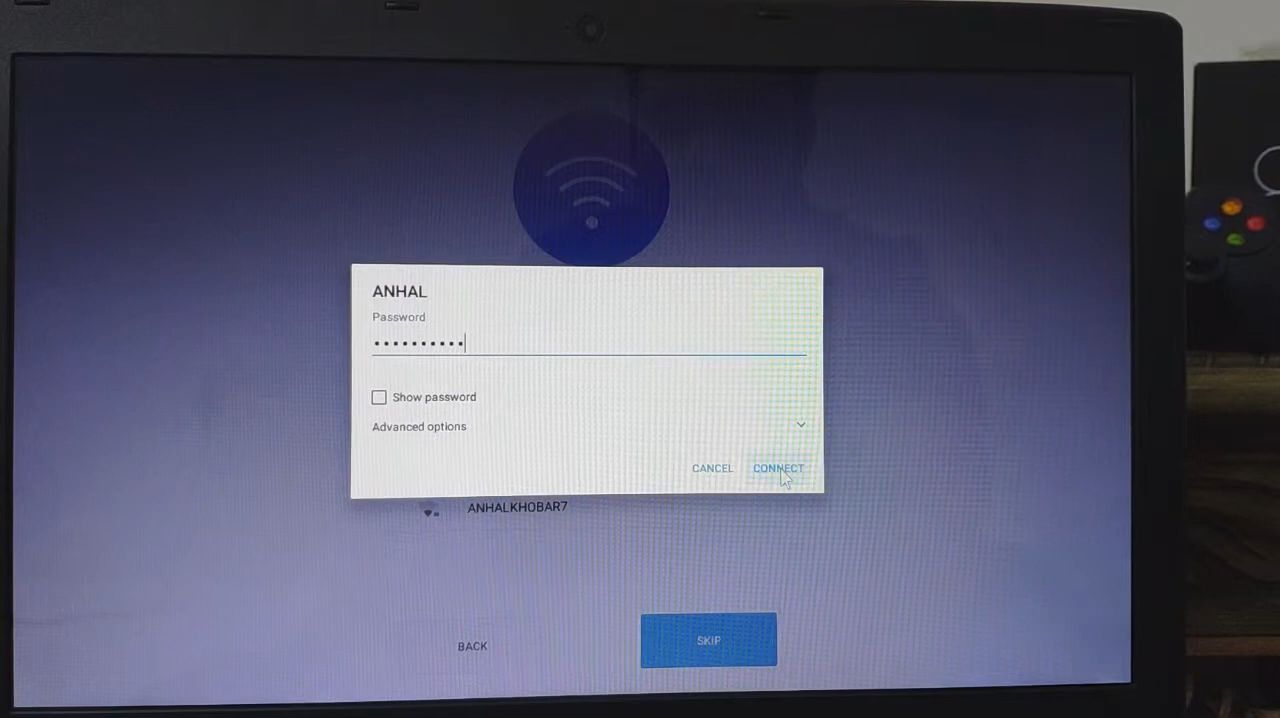 ANHAL
Password
••••••••••
Show password
Advanced options
CANCEL CONNECT
ANHALKHOBAR7
BACK SKIP